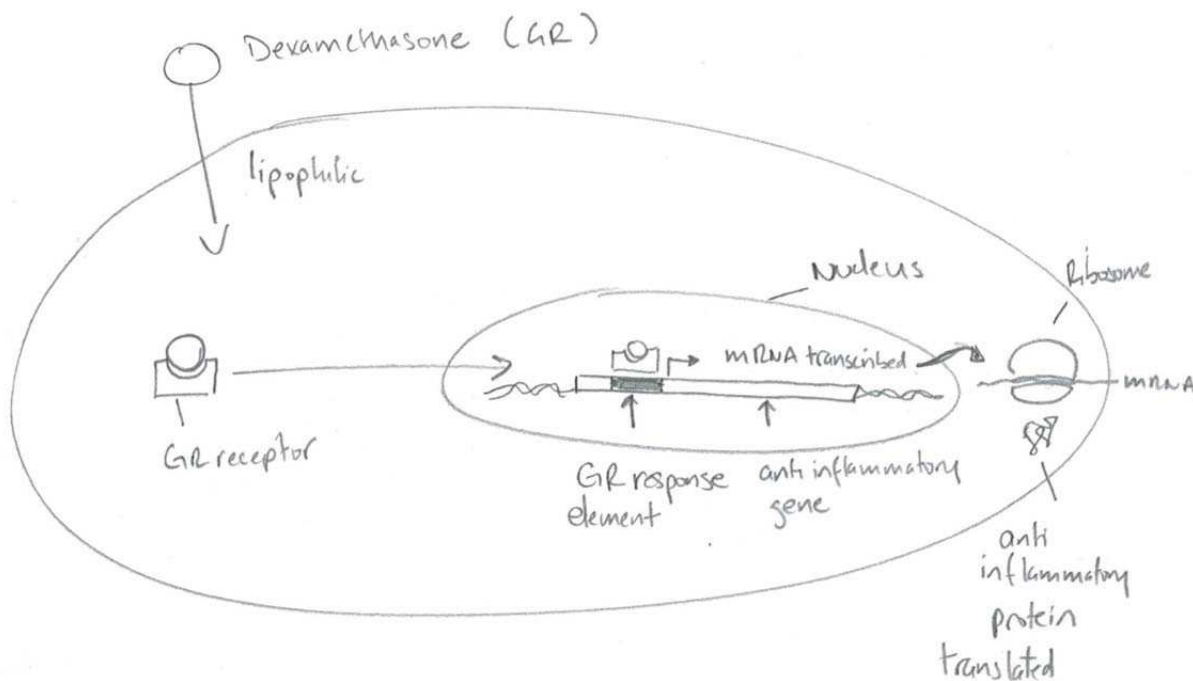 Dexamethasone (GR)
lipophilic
Nucleus
Ribosome
mRNA transcribed
mRNA
GR receptor
GR response
element
anti inflammatory
gene
anti
inflammatory
protein
translated